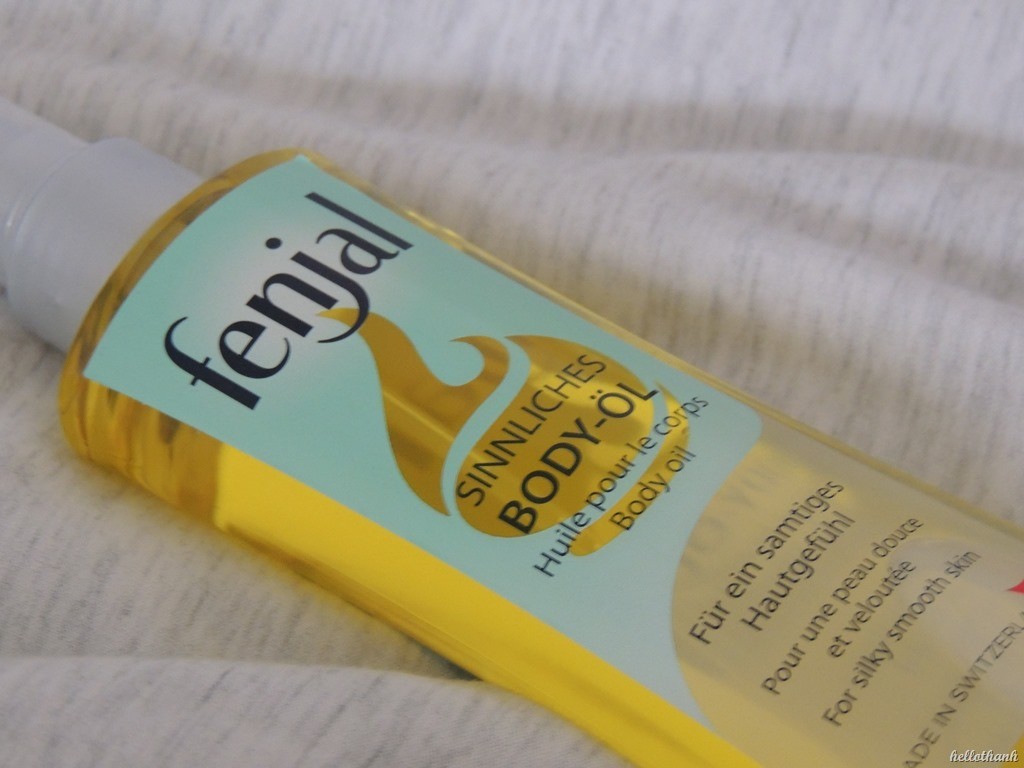 fenjal
SINNLICHES
BODY-ÖL
Huile pour le corps
Body oil
Für ein samtiges
Hautgefühl
Pour une peau douce
et veloutée
For silky smooth skin
ADE IN SWITZERL
hellothanh